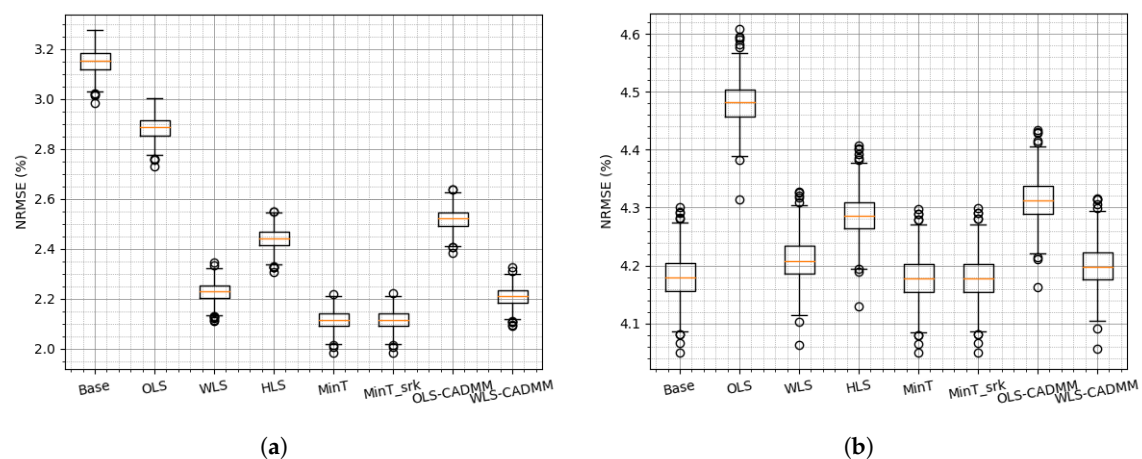 NRMSE (%)
3.2
3.0
2.8
2.6
2.4
2.2
2.0
Base OLS WLS HLS MinT MinT_srk OLS-CADMM WLS-CADMM
(a)
NRMSE (%)
4.6
4.5
4.4
4.3
4.2
4.1
Base OLS WLS HLS MinT MinT_srk OLS-CADMM WLS-CADMM
(b)